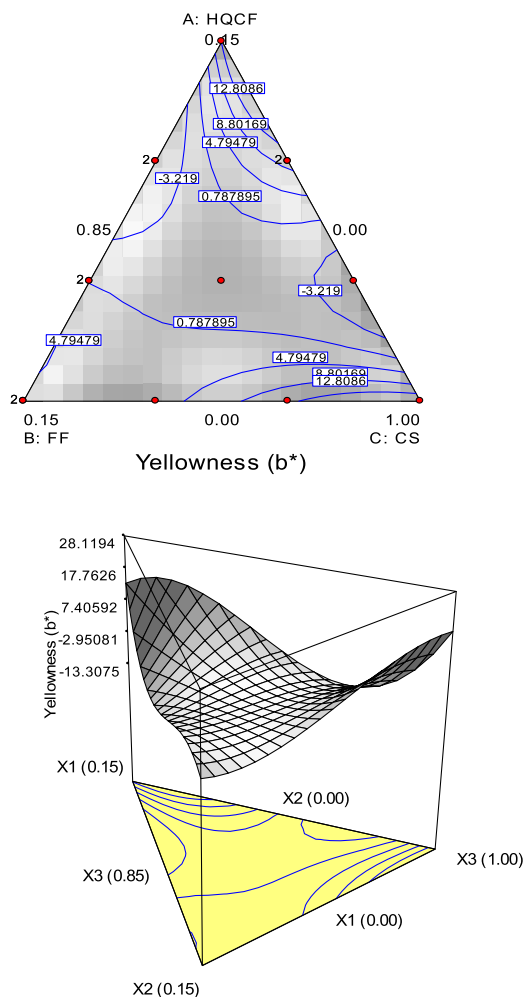 A: HQCF
0.15
12.8086
8.80169
4.79479
2
2
-3.219
0.787895
0.85
0.00
2
-3.219
0.787895
4.79479
4.79479
8.80169
12.8086
2
0.15
0.00
1.00
B: FF
C: CS
Yellowness (b*)
28.1194
17.7626
7.40592
-2.95081
-13.3075
Yellowness (b*)
X1 (0.15)
X2 (0.00)
X3 (0.85)
X3 (1.00)
X1 (0.00)
X2 (0.15)